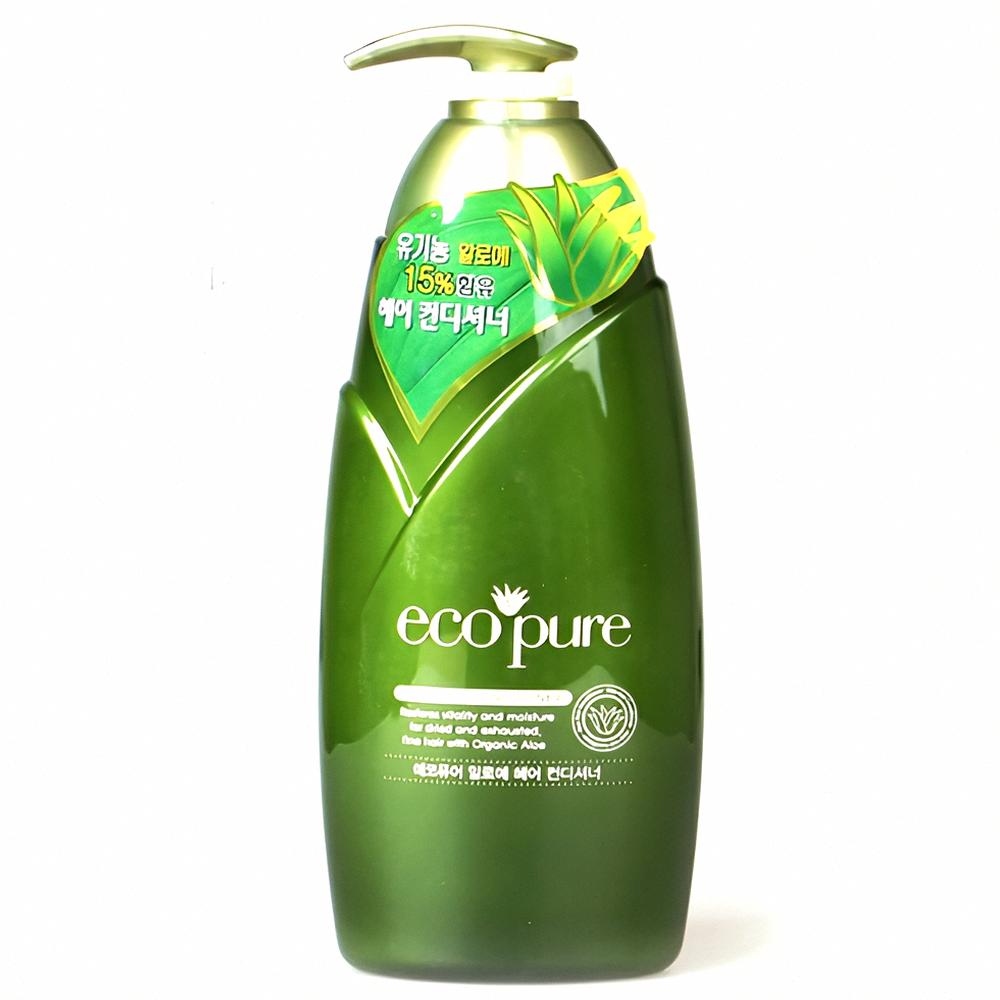 유기농 알로에
15% 함유
헤어 컨디셔너
eco pure
Restores vitality and moisture
for dried and exhausted,
fine hair with Organic Aloe
에코퓨어 알로에 헤어 컨디셔너